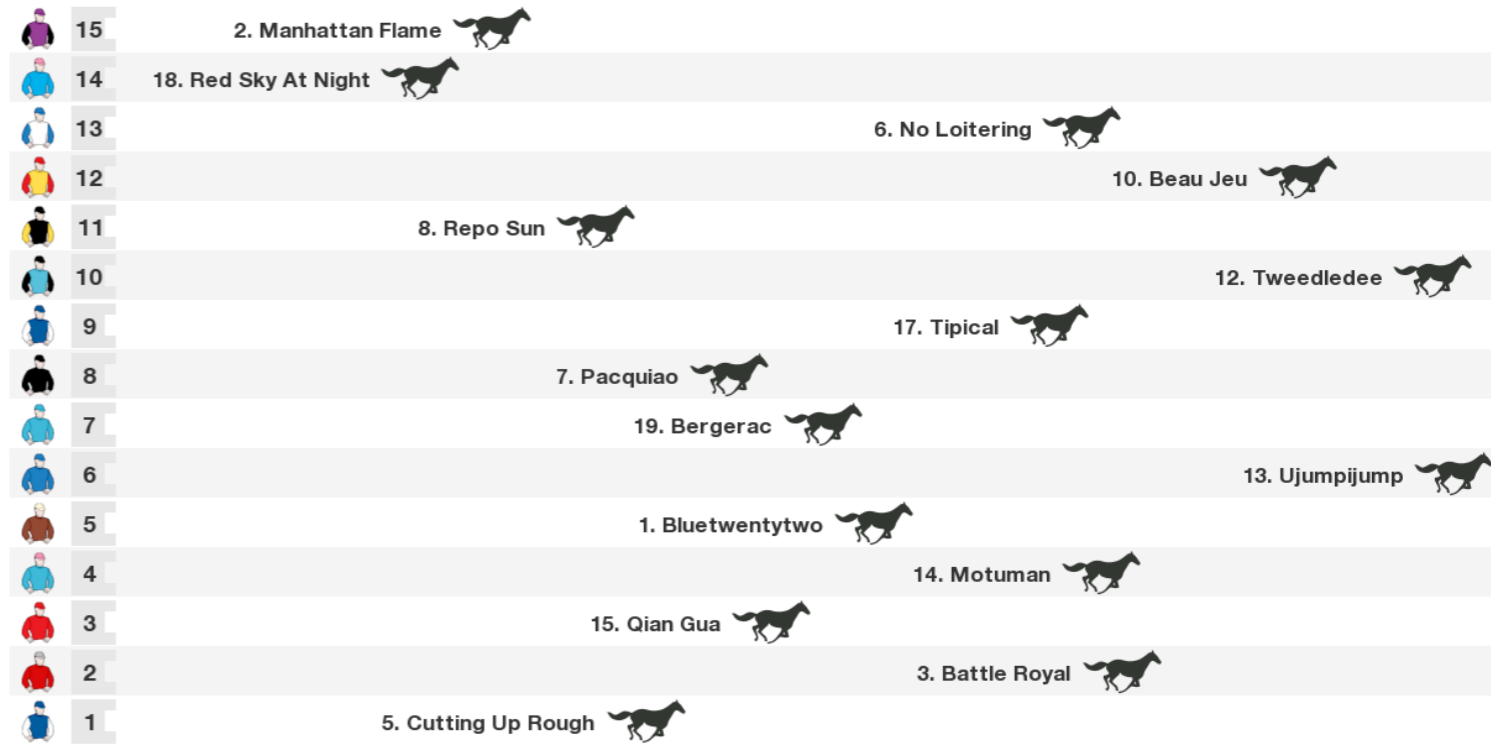 15 2. Manhattan Flame
14 18. Red Sky At Night
13 6. No Loitering
12 10. Beau Jeu
11 8. Repo Sun
10 12. Tweedledee
9 17. Tipical
8 7. Pacquiao
7 19. Bergerac
6 13. Ujumpijump
5 1. Bluetwentytwo
4 14. Motuman
3 15. Qian Gua
2 3. Battle Royal
1 5. Cutting Up Rough